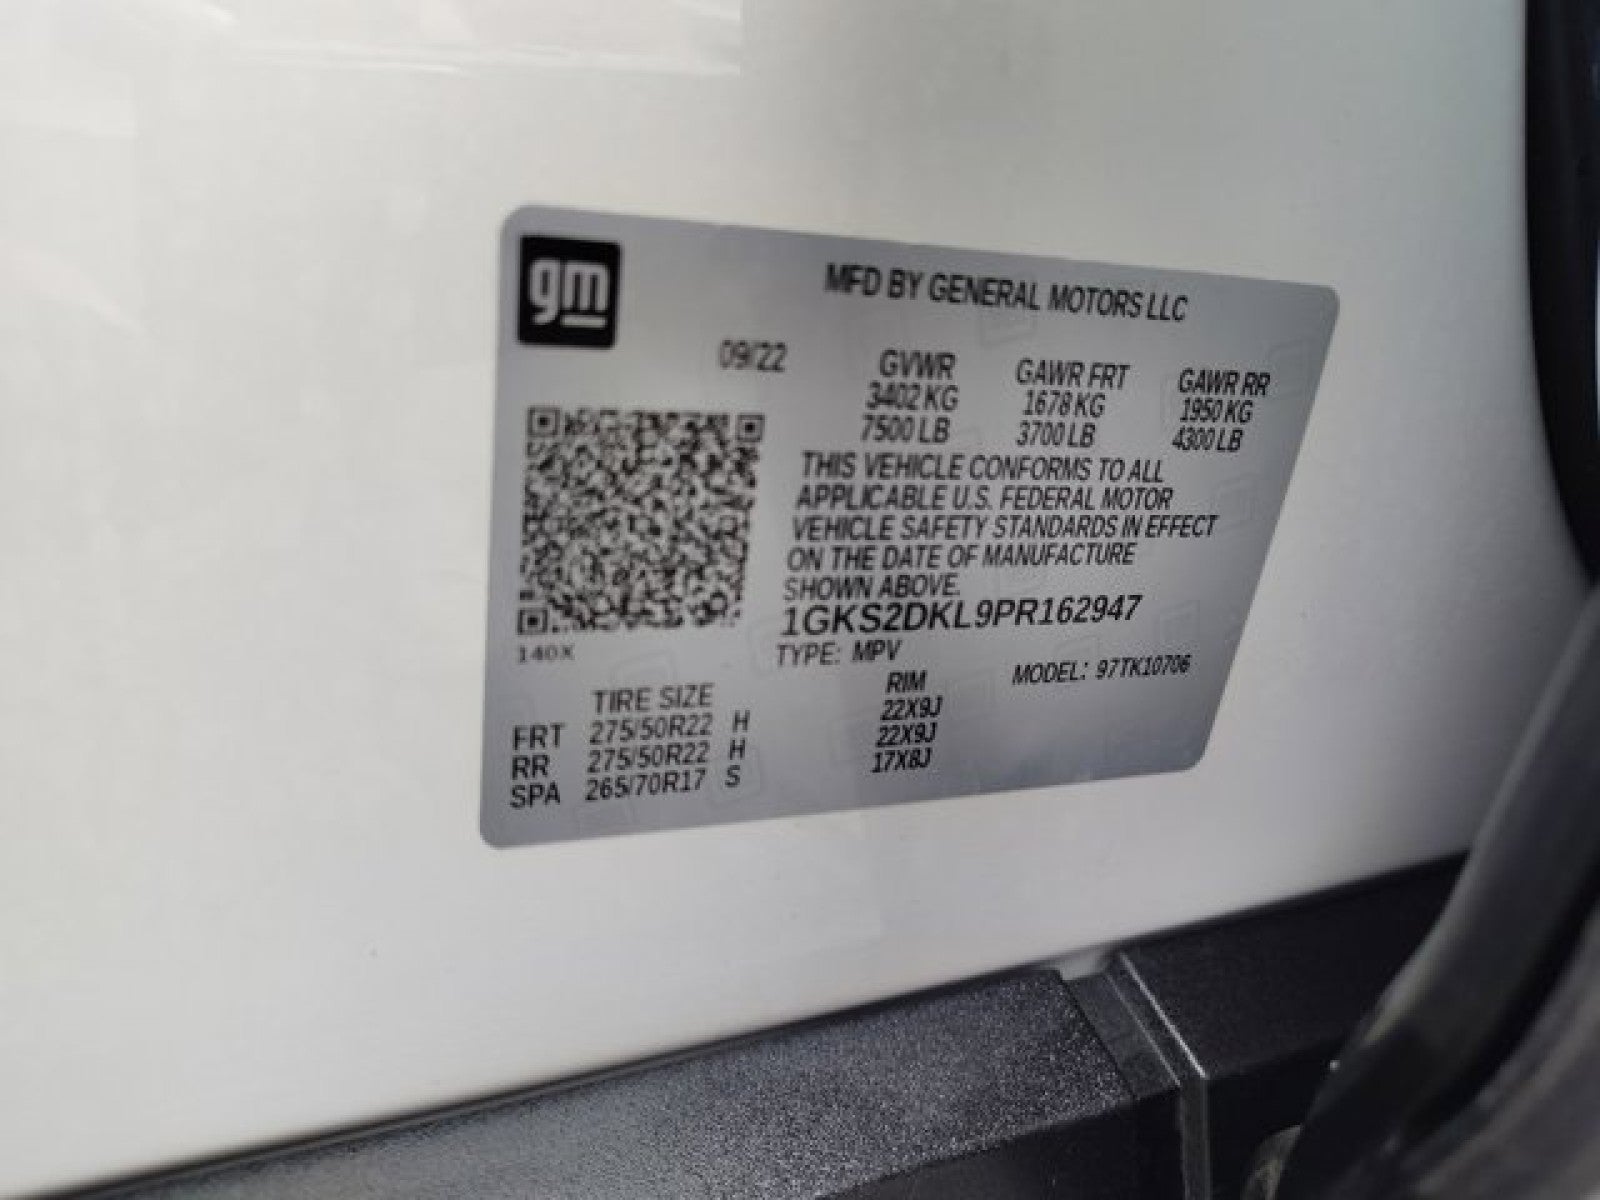 gm
MFD BY GENERAL MOTORS LLC
09/22
GVWR GAWR FRT GAWR RR
3402 KG 1678 KG 1950 KG
7500 LB 3700 LB 4300 LB
THIS VEHICLE CONFORMS TO ALL
APPLICABLE U.S. FEDERAL MOTOR
VEHICLE SAFETY STANDARDS IN EFFECT
ON THE DATE OF MANUFACTURE
SHOWN ABOVE.
1GKS2DKL9PR162947
140X
TYPE: MPV MODEL: 97TK10706
TIRE SIZE RIM
FRT 275/50R22 H 22X9J
RR 275/50R22 H 22X9J
SPA 265/70R17 S 17X8J